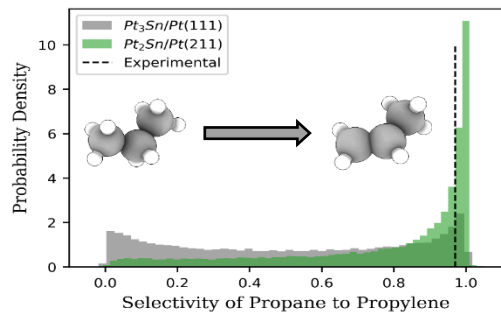 Pt₃Sn/Pt(111)
Pt₂Sn/Pt(211)
Experimental
Probability Density
10
8
6
4
2
0
0.0 0.2 0.4 0.6 0.8 1.0
Selectivity of Propane to Propylene